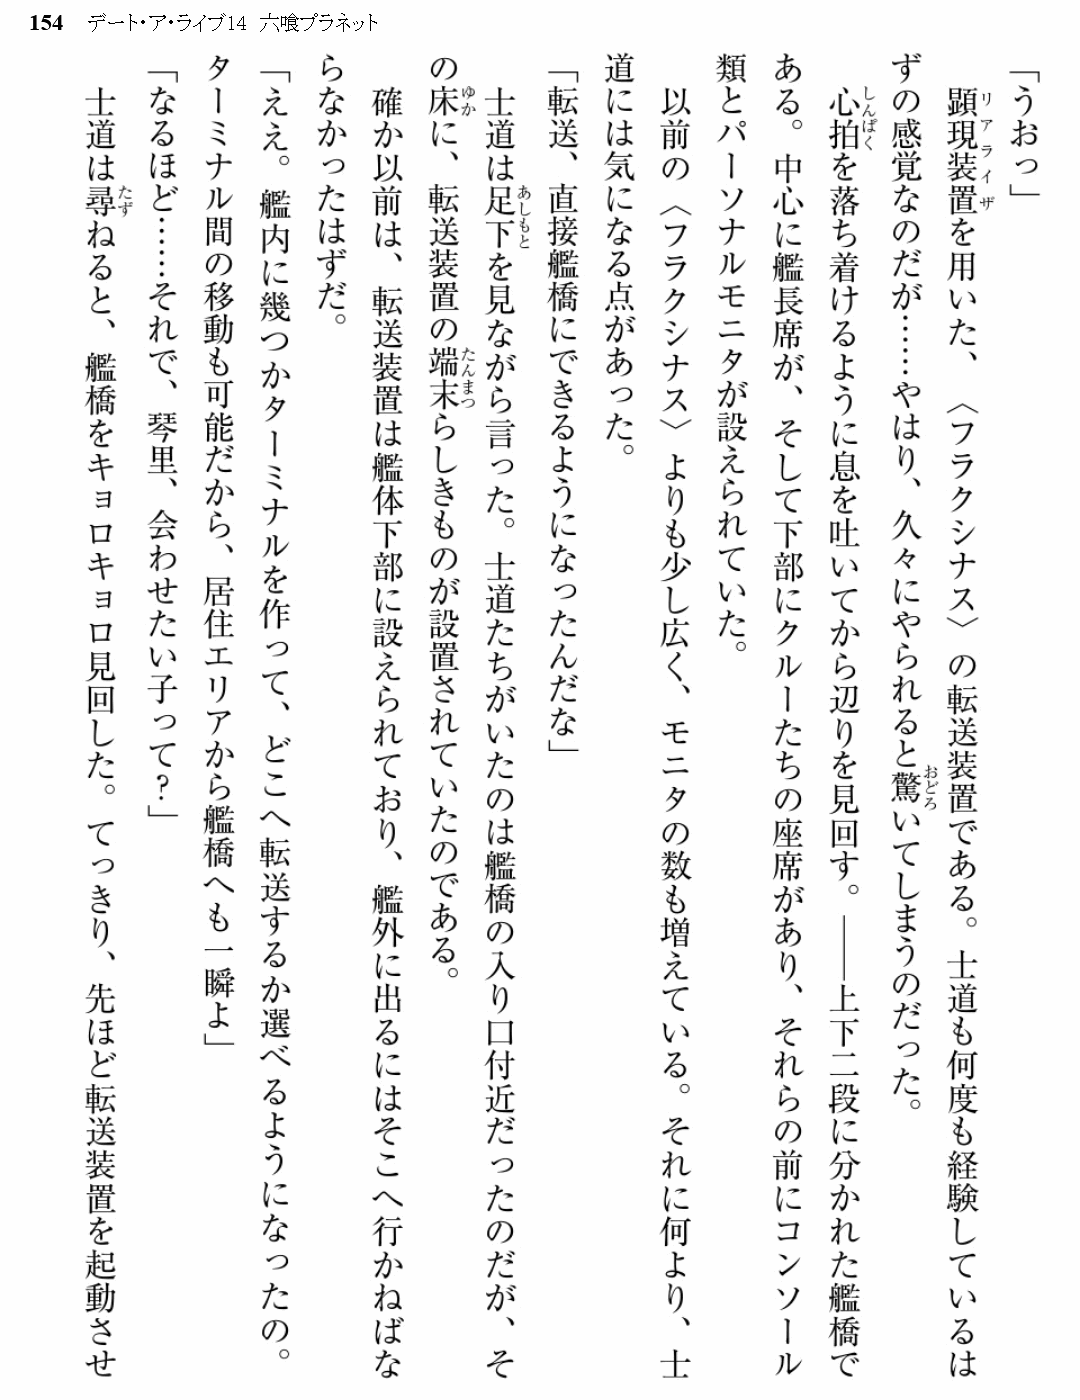 154 デート・ア・ライブ14 六喰プラネット
「うおっ」
顕現装置を用いた、〈フラクシナス〉の転送装置である。士道も何度も経験しているは
リアライザ
ずの感覚なのだが……やはり、久々にやられると驚いてしまうのだった。
おどろ
心拍を落ち着けるように息を吐いてから辺りを見回す。――上下二段に分かれた艦橋で
しんぱく
ある。中心に艦長席が、そして下部にクルーたちの座席があり、それらの前にコンソール
類とパーソナルモニタが設えられていた。
以前の〈フラクシナス〉よりも少し広く、モニタの数も増えている。それに何より、士
道には気になる点があった。
「転送、直接艦橋にできるようになったんだな」
士道は足下を見ながら言った。士道たちがいたのは艦橋の入り口付近だったのだが、そ
あしもと
の床に、転送装置の端末らしきものが設置されていたのである。
ゆか
たんまつ
確か以前は、転送装置は艦体下部に設えられており、艦外に出るにはそこへ行かねばな
らなかったはずだ。
「ええ。艦内に幾つかターミナルを作って、どこへ転送するか選べるようになったの。
ターミナル間の移動も可能だから、居住エリアから艦橋へも一瞬よ」
「なるほど……それで、琴里、会わせたい子って？」
士道は尋ねると、艦橋をキョロキョロ見回した。てっきり、先ほど転送装置を起動させ
たず